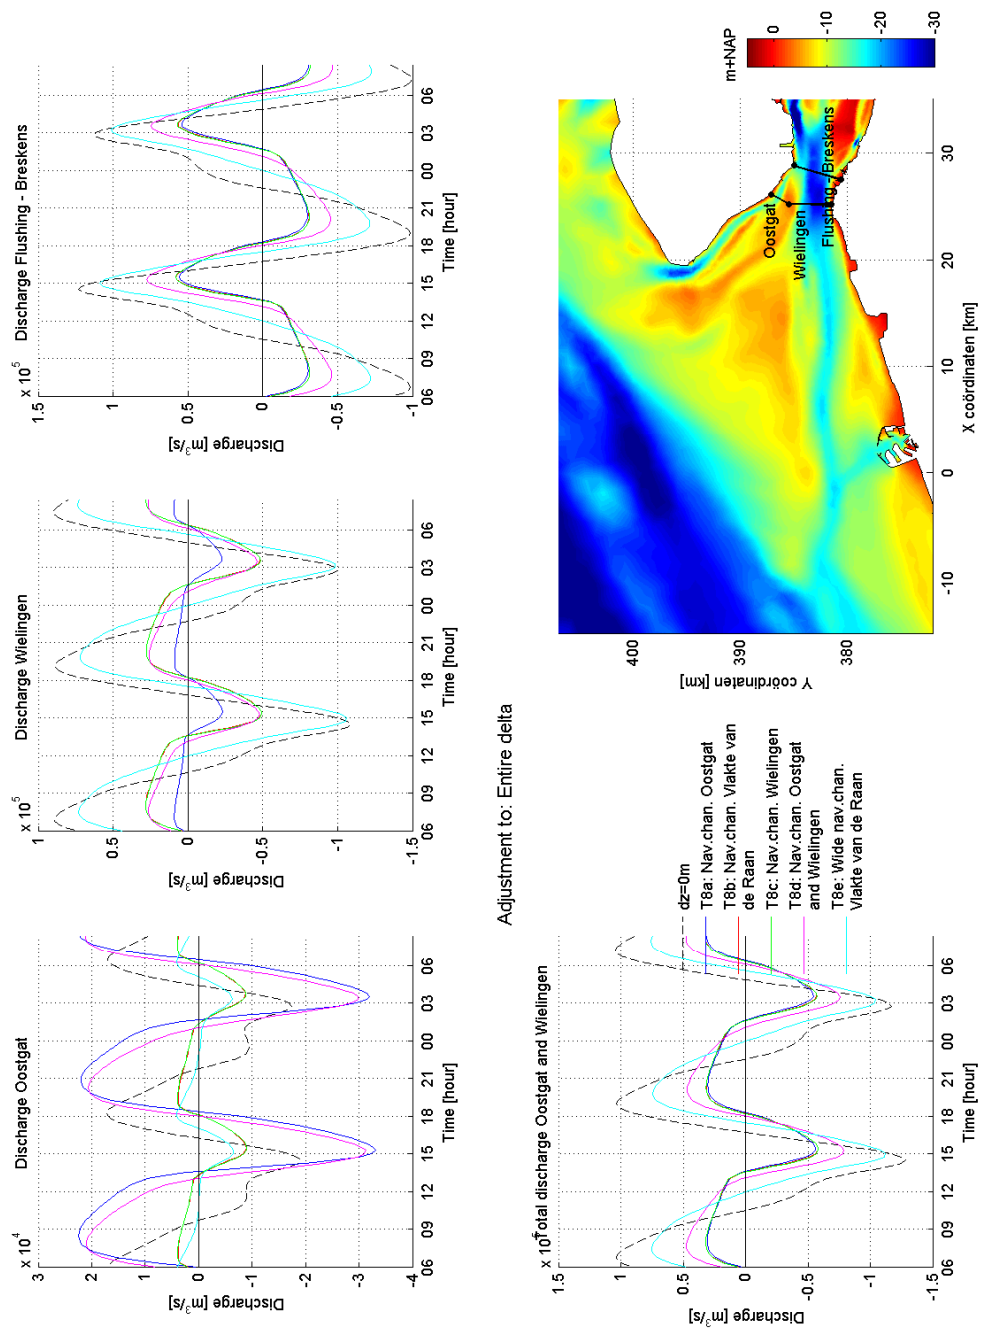 Discharge Oostgat
x 10⁴
Discharge [m³/s]
3
2
1
0
-1
-2
-3
-4
06 09 12 15 18 21 00 03 06
Time [hour]
Discharge Wielingen
x 10⁵
Discharge [m³/s]
1
0.5
0
-0.5
-1
-1.5
06 09 12 15 18 21 00 03 06
Time [hour]
Discharge Flushing - Breskens
x 10⁵
Discharge [m³/s]
1.5
1
0.5
0
-0.5
-1
06 09 12 15 18 21 00 03 06
Time [hour]
Adjustment to: Entire delta
Total discharge Oostgat and Wielingen
x 10⁵
Discharge [m³/s]
1.5
1
0.5
0
-0.5
-1
-1.5
06 09 12 15 18 21 00 03 06
Time [hour]
dz=0m
T8a: Nav.chan. Oostgat
T8b: Nav.chan. Vlakte van
de Raan
T8c: Nav.chan. Wielingen
T8d: Nav.chan. Oostgat
and Wielingen
T8e: Wide nav.chan.
Vlakte van de Raan
Y coördinaten [km]
400
390
380
-10 0 10 20 30
X coördinaten [km]
Oostgat
Wielingen
Flushing - Breskens
m+NAP
0
-10
-20
-30